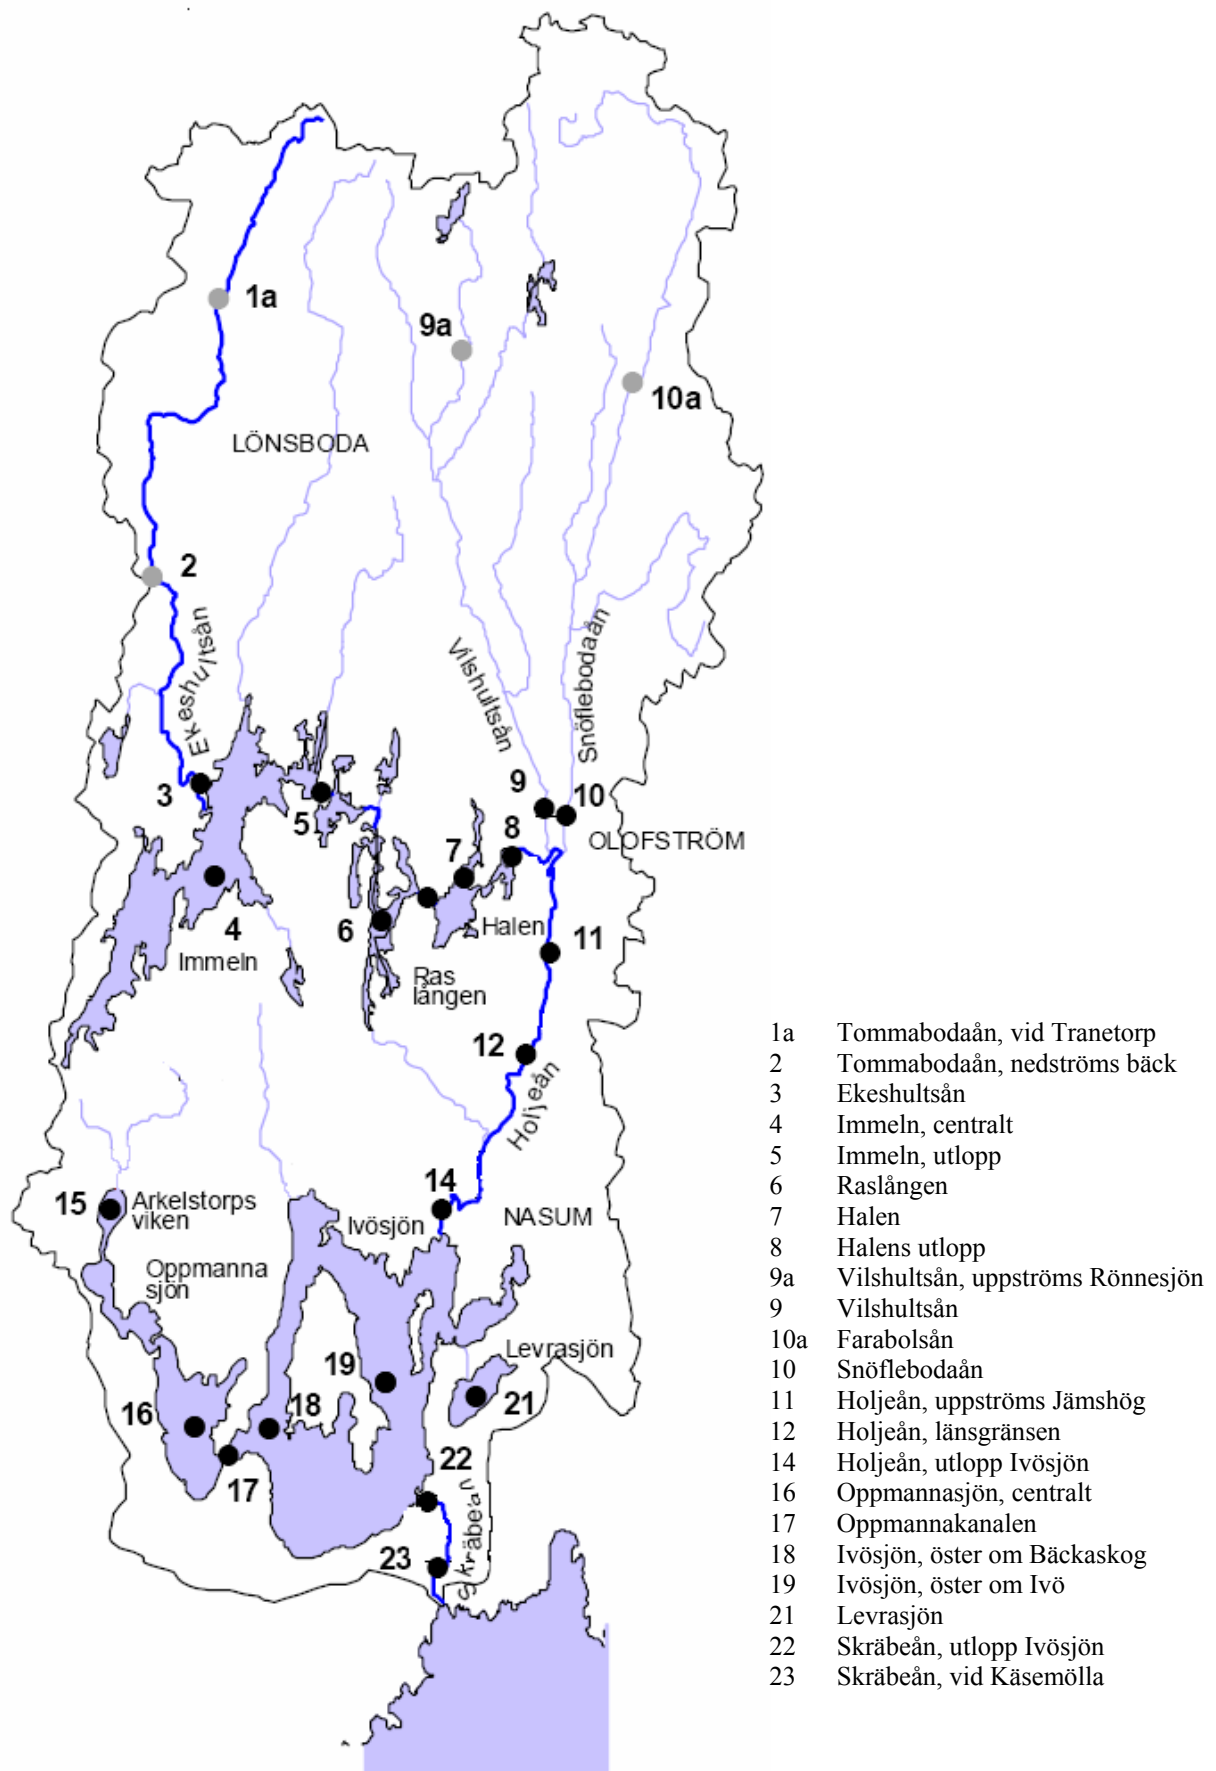 1a
9a
10a
LÖNSBODA
2
Ekeshultsån
Vilshultsån
Snöflebodaån
3
5
9
10
8
OLOFSTRÖM
7
4
6
Halen
11
Immeln
Ras
lången
12
Holjeån
14
15
Arkelstorps
viken
Ivösjön
NASUM
Oppmanna
sjön
Levrasjön
19
21
16
18
22
17
Skräbeån
23
1a Tommabodaån, vid Tranetorp
2 Tommabodaån, nedströms bäck
3 Ekeshultsån
4 Immeln, centralt
5 Immeln, utlopp
6 Raslången
7 Halen
8 Halens utlopp
9a Vilshultsån, uppströms Rönnesjön
9 Vilshultsån
10a Farabolsån
10 Snöflebodaån
11 Holjeån, uppströms Jämshög
12 Holjeån, länsgränsen
14 Holjeån, utlopp Ivösjön
16 Oppmannasjön, centralt
17 Oppmannakanalen
18 Ivösjön, öster om Bäckaskog
19 Ivösjön, öster om Ivö
21 Levrasjön
22 Skräbeån, utlopp Ivösjön
23 Skräbeån, vid Käsemölla